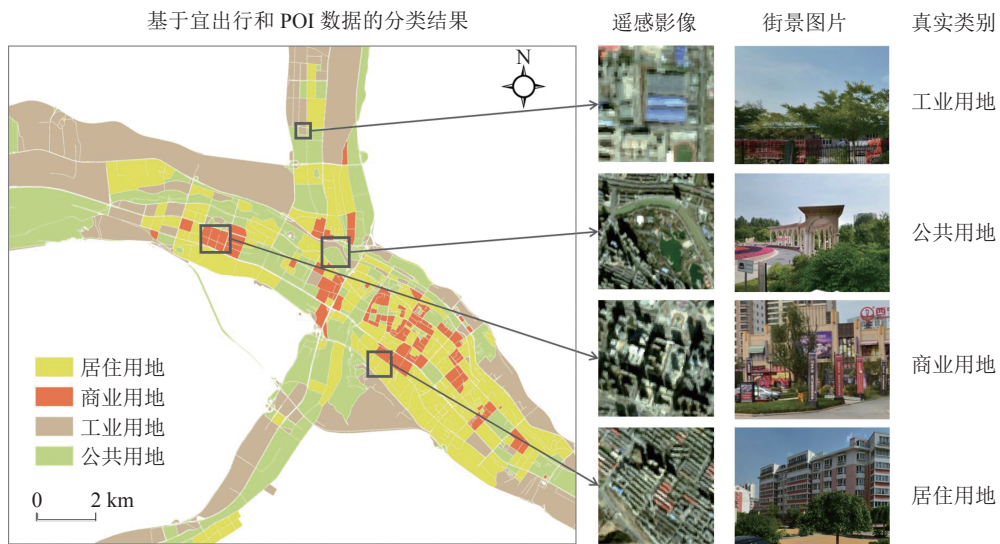 基于宜出行和 POI 数据的分类结果
遥感影像
街景图片
真实类别
N
工业用地
公共用地
商业用地
居住用地
居住用地
商业用地
工业用地
公共用地
0 2 km